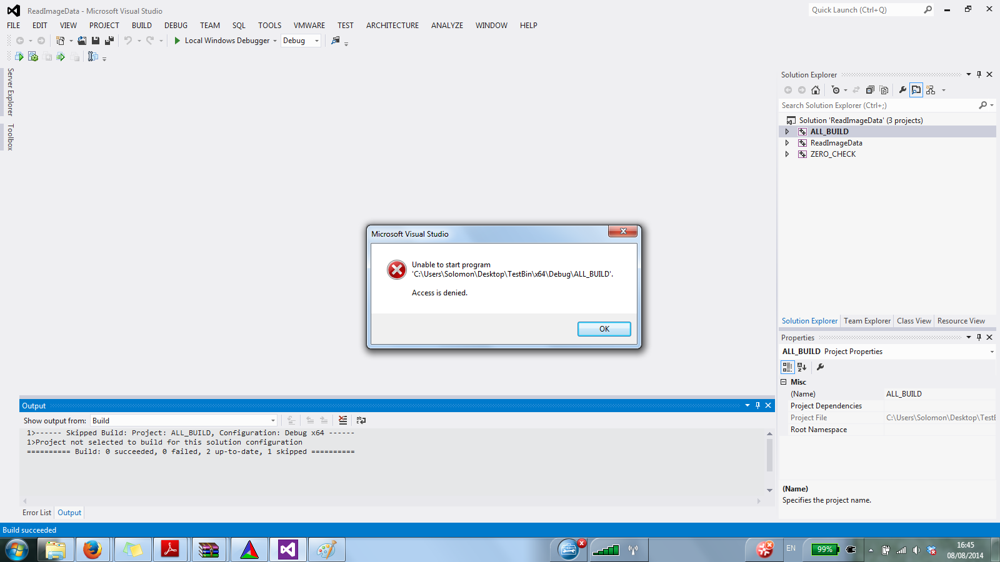 ReadImageData - Microsoft Visual Studio
Quick Launch (Ctrl+Q)
FILE EDIT VIEW PROJECT BUILD DEBUG TEAM SQL TOOLS VMWARE TEST ARCHITECTURE ANALYZE WINDOW HELP
Local Windows Debugger Debug
Server Explorer
Toolbox
Solution Explorer
Search Solution Explorer (Ctrl+;)
Solution 'ReadImageData' (3 projects)
ALL_BUILD
ReadImageData
ZERO_CHECK
Microsoft Visual Studio
Unable to start program
'C:\Users\Solomon\Desktop\TestBin\x64\Debug\ALL_BUILD'.
Access is denied.
OK
Solution Explorer Team Explorer Class View Resource View
Properties
ALL_BUILD Project Properties
Misc
(Name) ALL_BUILD
Project Dependencies
Project File C:\Users\Solomon\Desktop\TestB
Root Namespace
(Name)
Specifies the project name.
Output
Show output from: Build
1>------ Skipped Build: Project: ALL_BUILD, Configuration: Debug x64 ------
1>Project not selected to build for this solution configuration
========== Build: 0 succeeded, 0 failed, 2 up-to-date, 1 skipped ==========
Error List Output
Build succeeded
EN
99%
16:45
08/08/2014